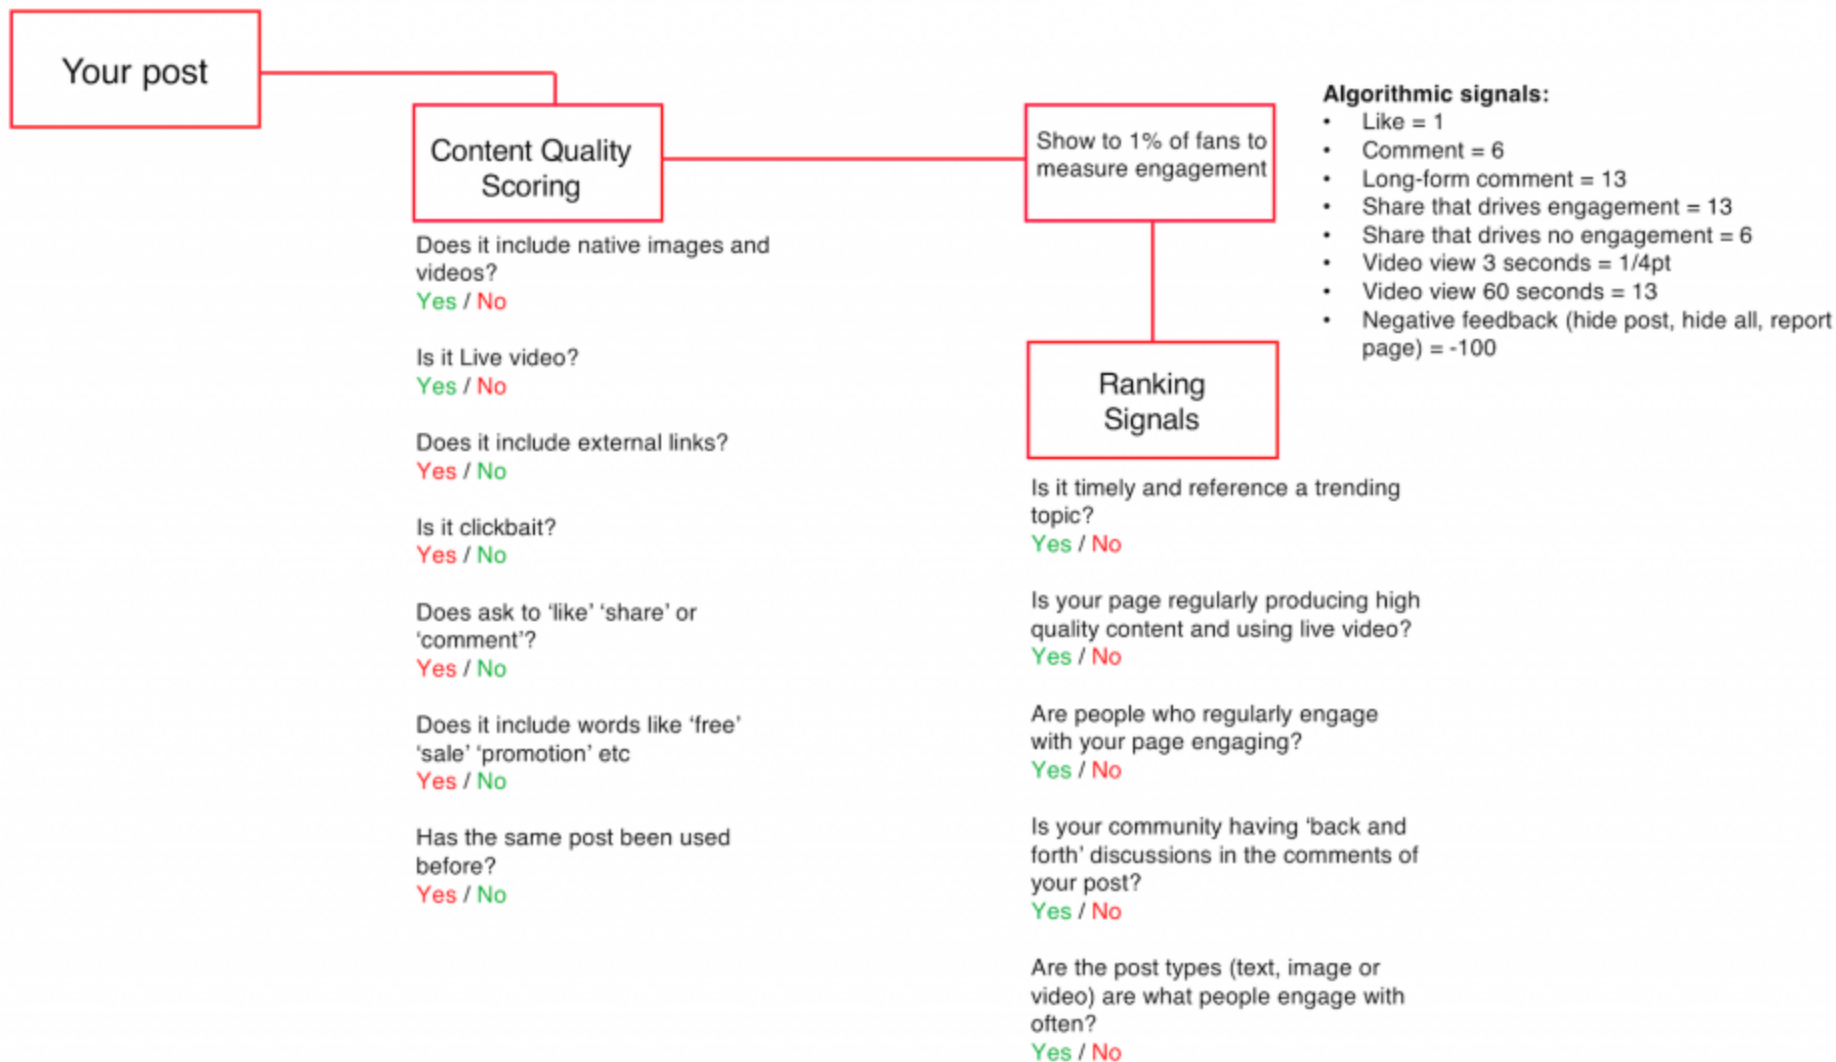 Your post
Content Quality
Scoring
Does it include native images and
videos?
Yes / No
Is it Live video?
Yes / No
Does it include external links?
Yes / No
Is it clickbait?
Yes / No
Does ask to ‘like’ ‘share’ or
‘comment’?
Yes / No
Does it include words like ‘free’
‘sale’ ‘promotion’ etc
Yes / No
Has the same post been used
before?
Yes / No
Show to 1% of fans to
measure engagement
Algorithmic signals:
• Like = 1
• Comment = 6
• Long-form comment = 13
• Share that drives engagement = 13
• Share that drives no engagement = 6
• Video view 3 seconds = 1/4pt
• Video view 60 seconds = 13
• Negative feedback (hide post, hide all, report
page) = -100
Ranking
Signals
Is it timely and reference a trending
topic?
Yes / No
Is your page regularly producing high
quality content and using live video?
Yes / No
Are people who regularly engage
with your page engaging?
Yes / No
Is your community having ‘back and
forth’ discussions in the comments of
your post?
Yes / No
Are the post types (text, image or
video) are what people engage with
often?
Yes / No